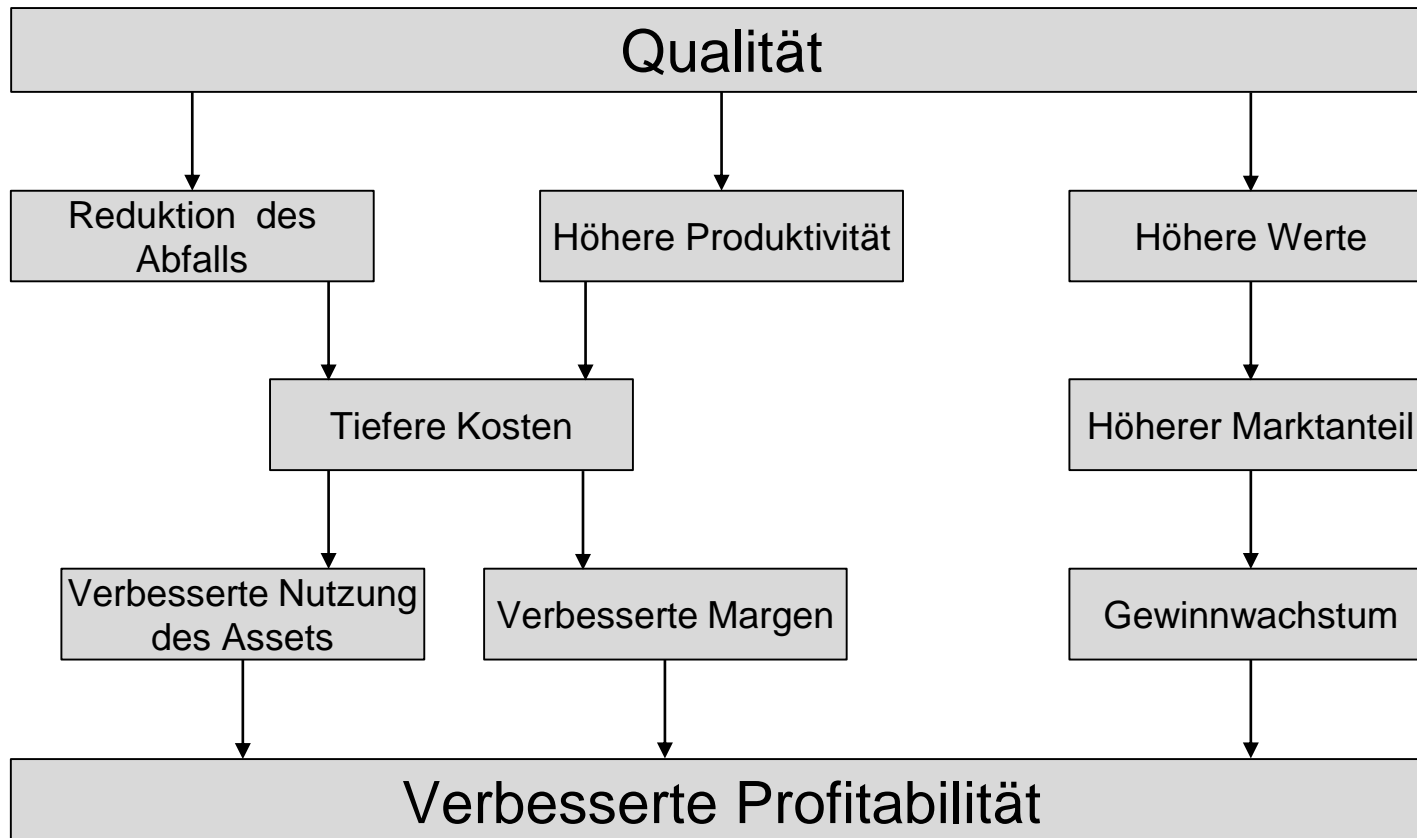 Qualität
Reduktion des
Abfalls
Höhere Produktivität
Höhere Werte
Tiefere Kosten
Höherer Marktanteil
Verbesserte Nutzung
des Assets
Verbesserte Margen
Gewinnwachstum
Verbesserte Profitabilität